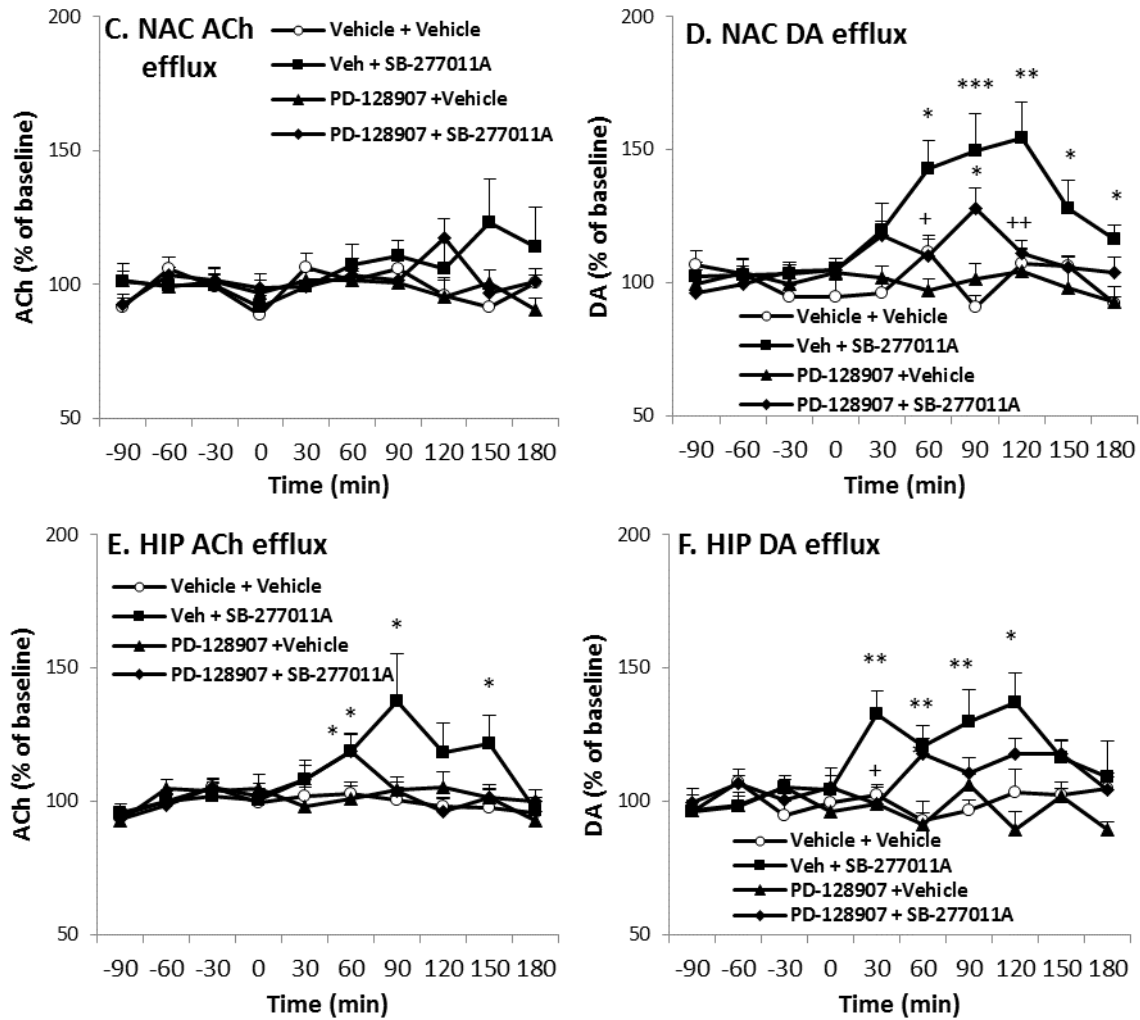 C. NAC ACh
efflux
Vehicle + Vehicle
Veh + SB-277011A
PD-128907 +Vehicle
PD-128907 + SB-277011A
ACh (% of baseline)
200
150
100
50
-90 -60 -30 0 30 60 90 120 150 180
Time (min)
D. NAC DA efflux
DA (% of baseline)
200
150
100
50
* *** ** * *
+ * ++
Vehicle + Vehicle
Veh + SB-277011A
PD-128907 +Vehicle
PD-128907 + SB-277011A
-90 -60 -30 0 30 60 90 120 150 180
Time (min)
E. HIP ACh efflux
Vehicle + Vehicle
Veh + SB-277011A
PD-128907 +Vehicle
PD-128907 + SB-277011A
ACh (% of baseline)
200
150
100
50
* * * *
-90 -60 -30 0 30 60 90 120 150 180
Time (min)
F. HIP DA efflux
DA (% of baseline)
200
150
100
50
** ** ** *
+ *
Vehicle + Vehicle
Veh + SB-277011A
PD-128907 +Vehicle
PD-128907 + SB-277011A
-90 -60 -30 0 30 60 90 120 150 180
Time (min)